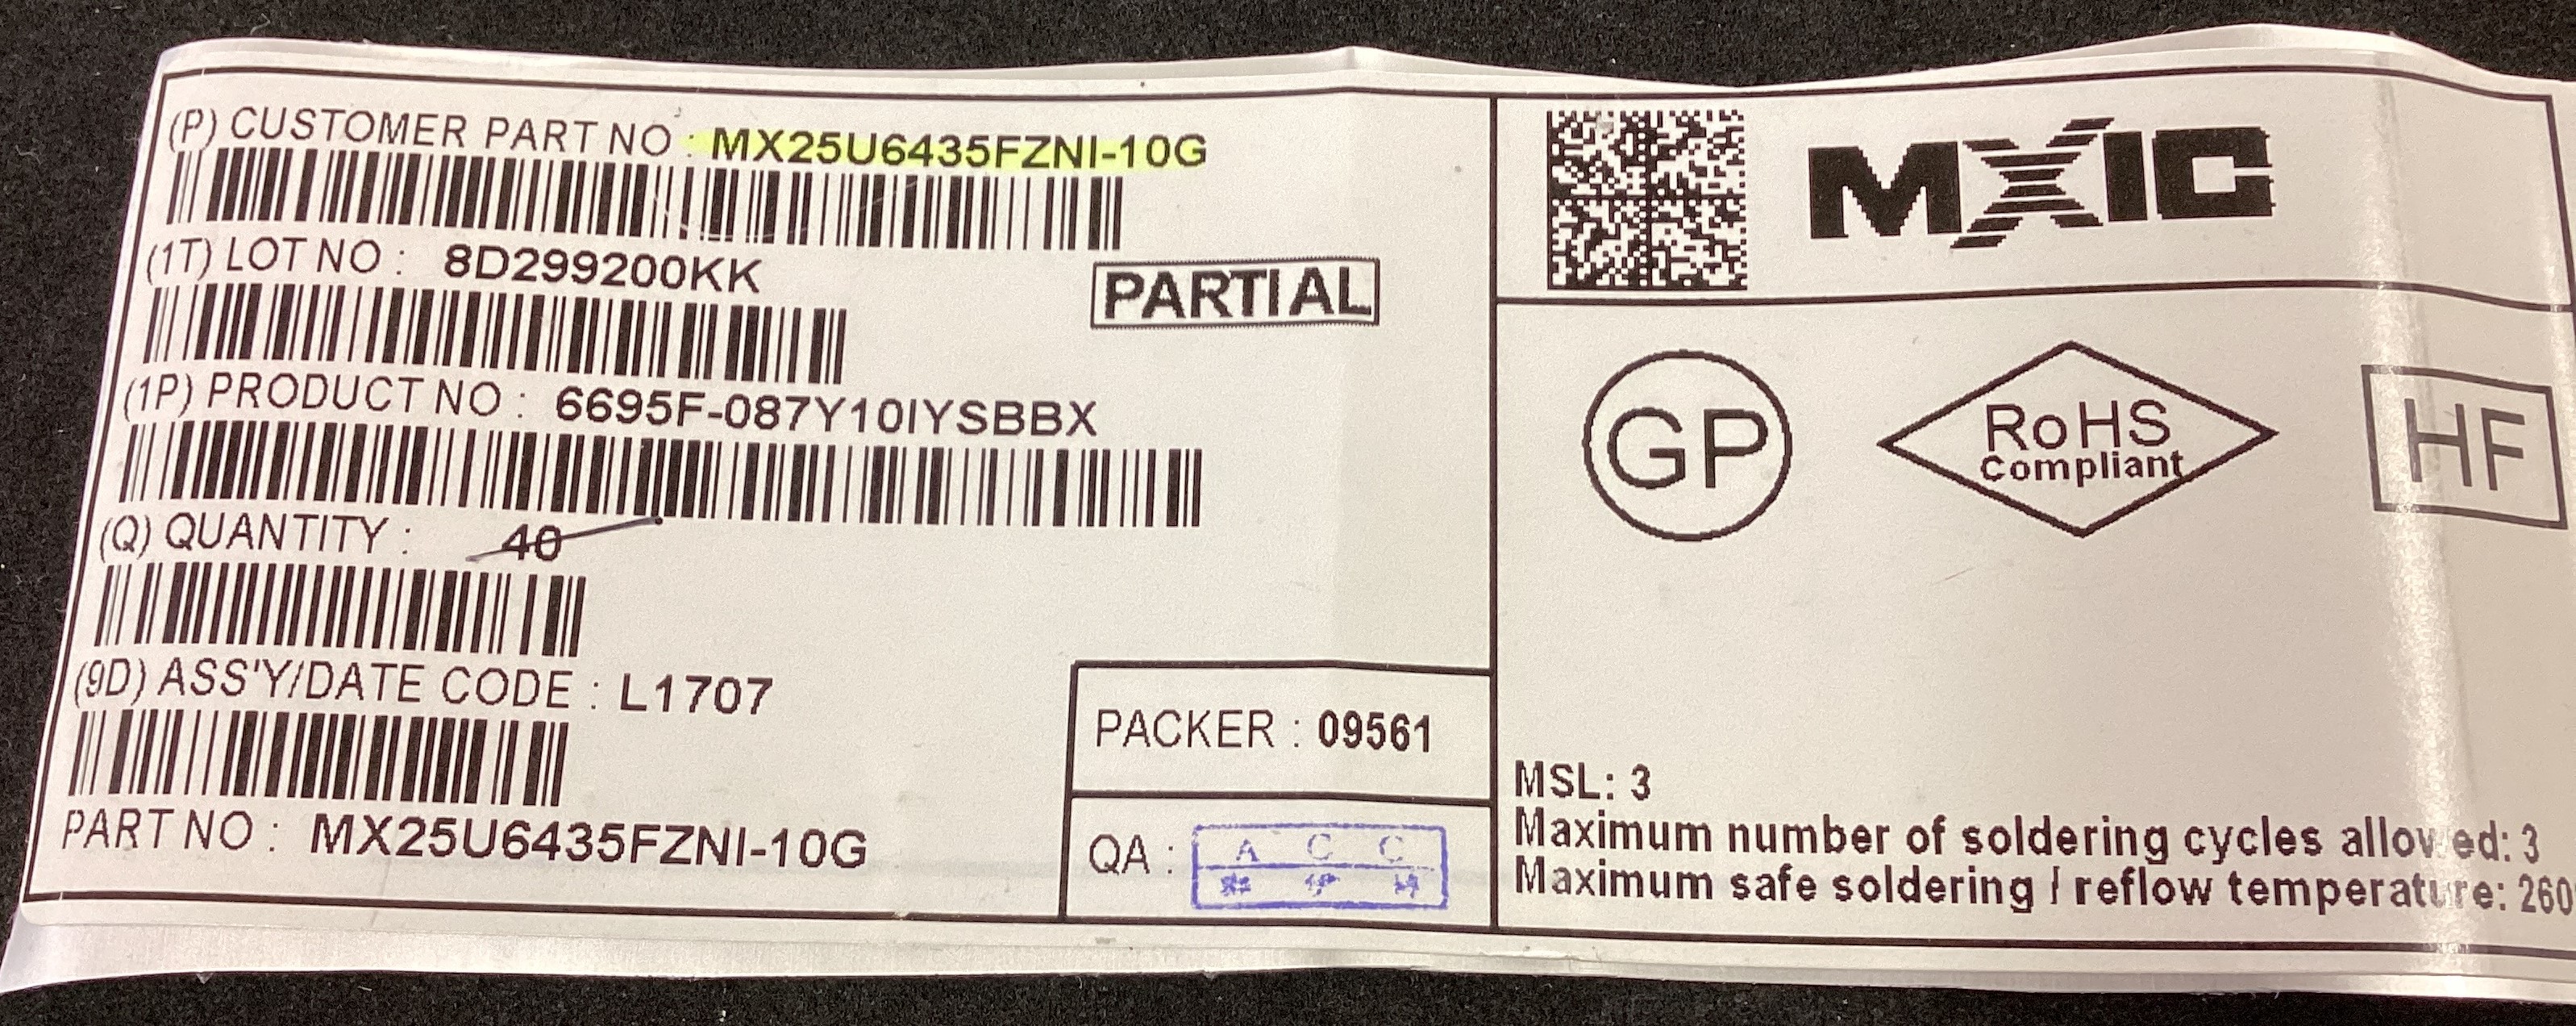 (P) CUSTOMER PART NO : MX25U6435FZNI-10G
(1T) LOT NO : 8D299200KK
PARTIAL
(1P) PRODUCT NO : 6695F-087Y10IYSBBX
(Q) QUANTITY : 40
(9D) ASS'Y/DATE CODE : L1707
PART NO : MX25U6435FZNI-10G
PACKER : 09561
QA :
A C C
MXIC
GP
RoHS
Compliant
HF
MSL: 3
Maximum number of soldering cycles allowed: 3
Maximum safe soldering / reflow temperature: 260